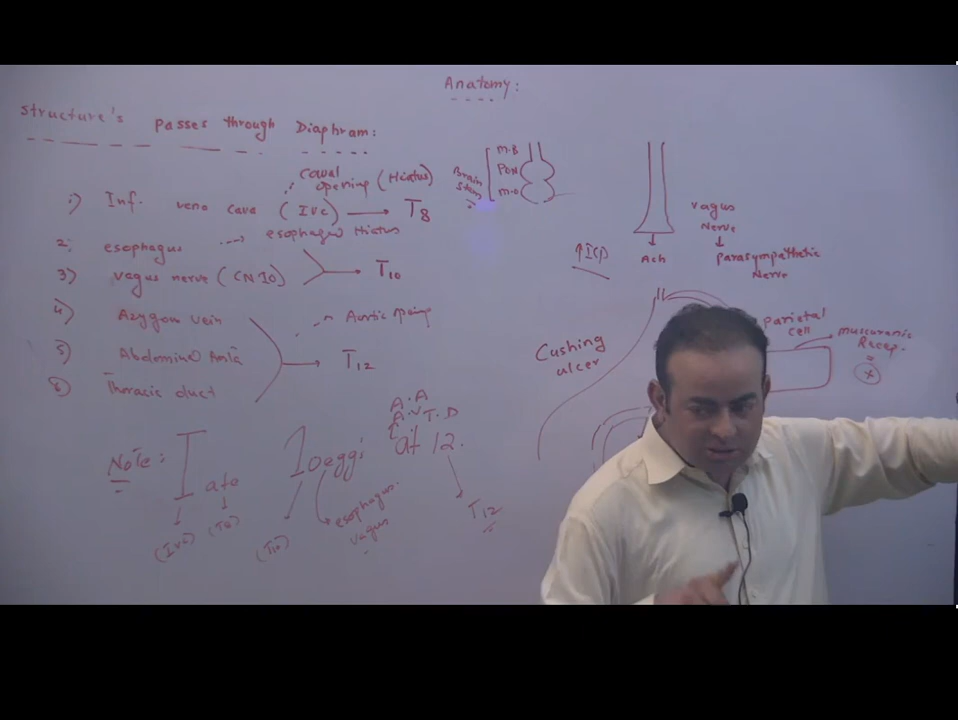 Anatomy:
Structure's Passes through Diaphram:
Caval opening (Hiatus)
1) Inf. vena cava (IVC) → T8
esophageal Hiatus
2) esophagus
3) vagus nerve (CN-10) → T10
4) Azygous vein
Aortic opening
5) Abdominal Aorta → T12
6) Thoracic duct
A.A
A.V T.D
Note: I ate 10 eggi at 12.
(IVC) (T8) (T10) esophagus.
vagus
T12
Brain stem
M.B
PON
M.O
vagus Nerve
Ach
Parasympathetic Nerve
↑ICP
Cushing ulcer
Parietal cell
muscuranic Recep.